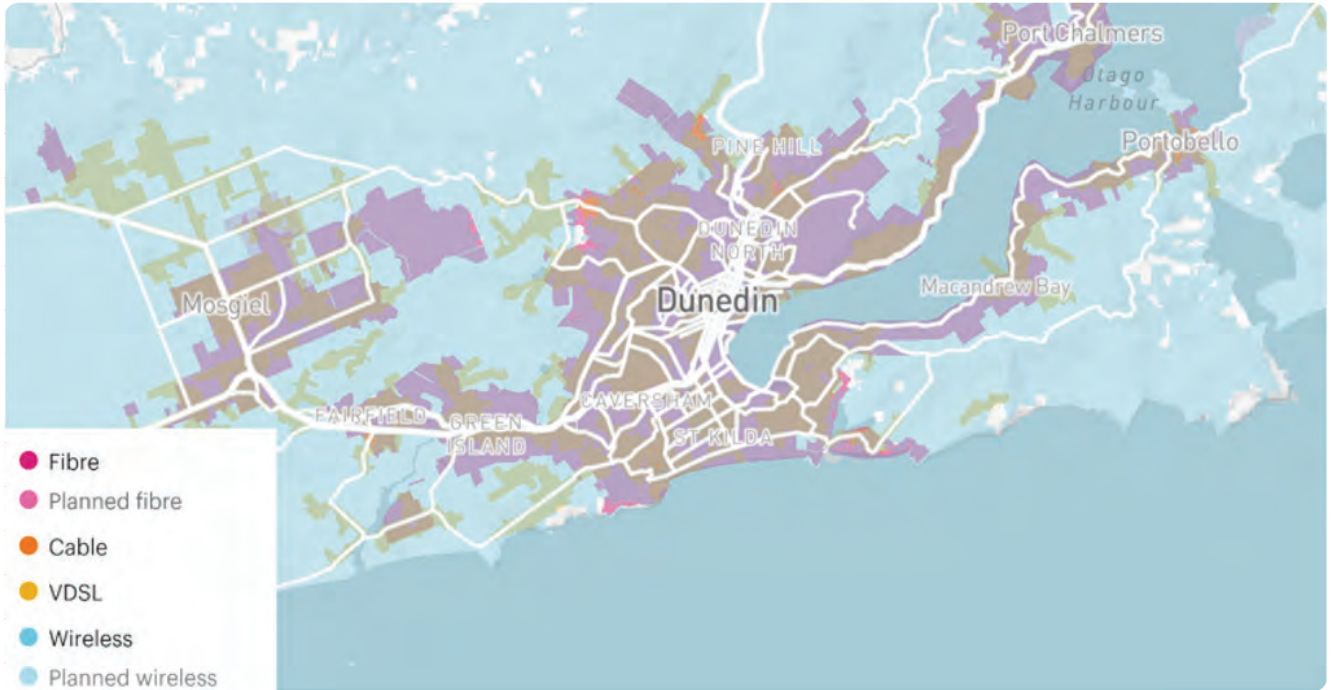 Port Chalmers
Otago
Harbour
Portobello
PINE HILL
DUNEDIN
NORTH
Macandrew Bay
Dunedin
Mosgiel
CAVERSHAM
FAIRFIELD
GREEN
ISLAND
ST KILDA
Fibre
Planned fibre
Cable
VDSL
Wireless
Planned wireless